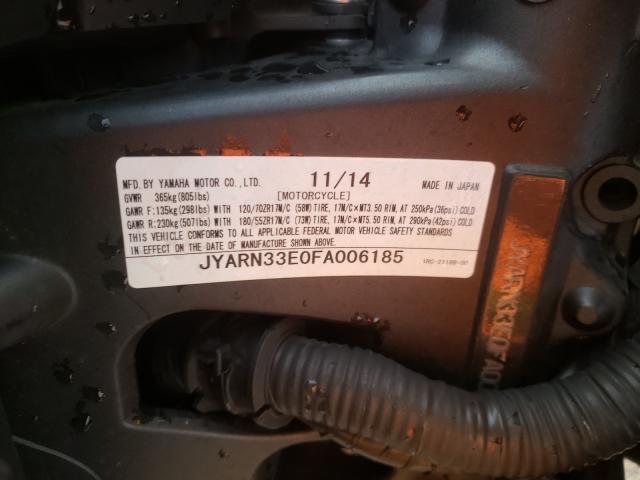 MFD. BY YAMAHA MOTOR CO., LTD. 11/14 MADE IN JAPAN
GVWR 365kg (805lbs) [MOTORCYCLE]
GAWR F: 135kg (298lbs) WITH 120/70ZR17M/C (58W) TIRE, 17M/C×MT3.50 RIM, AT 250kPa (36psi) COLD
GAWR R: 230kg (507lbs) WITH 180/55ZR17M/C (73W) TIRE, 17M/C×MT5.50 RIM, AT 290kPa (42psi) COLD
THIS VEHICLE CONFORMS TO ALL APPLICABLE FEDERAL MOTOR VEHICLE SAFETY STANDARDS
IN EFFECT ON THE DATE OF MANUFACTURE SHOWN ABOVE.
JYARN33E0FA006185 1RC-2118B-00
JYARN33E0FA00